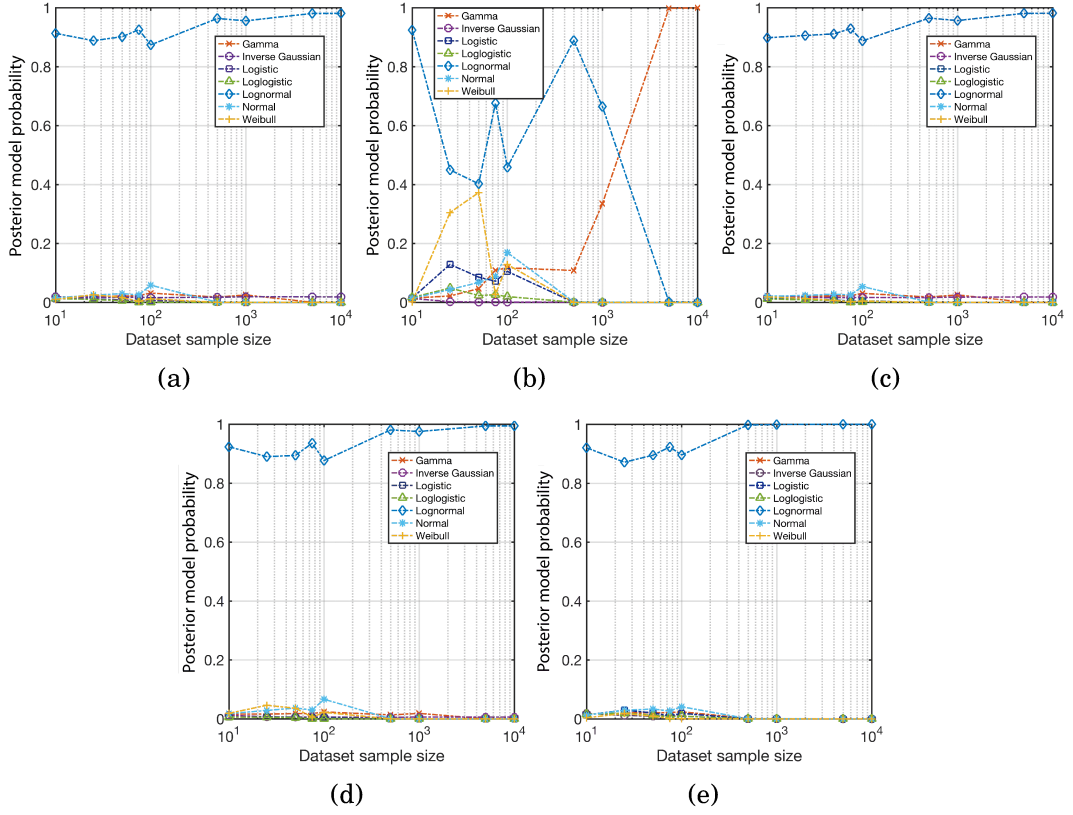 1
0.8
0.6
0.4
0.2
0
Posterior model probability
Gamma
Inverse Gaussian
Logistic
Loglogistic
Lognormal
Normal
Weibull
10^1 10^2 10^3 10^4
Dataset sample size
(a)
1
0.8
0.6
0.4
0.2
0
Posterior model probability
Gamma
Inverse Gaussian
Logistic
Loglogistic
Lognormal
Normal
Weibull
10^1 10^2 10^3 10^4
Dataset sample size
(b)
1
0.8
0.6
0.4
0.2
0
Posterior model probability
Gamma
Inverse Gaussian
Logistic
Loglogistic
Lognormal
Normal
Weibull
10^1 10^2 10^3 10^4
Dataset sample size
(c)
1
0.8
0.6
0.4
0.2
0
Posterior model probability
Gamma
Inverse Gaussian
Logistic
Loglogistic
Lognormal
Normal
Weibull
10^1 10^2 10^3 10^4
Dataset sample size
(d)
1
0.8
0.6
0.4
0.2
0
Posterior model probability
Gamma
Inverse Gaussian
Logistic
Loglogistic
Lognormal
Normal
Weibull
10^1 10^2 10^3 10^4
Dataset sample size
(e)